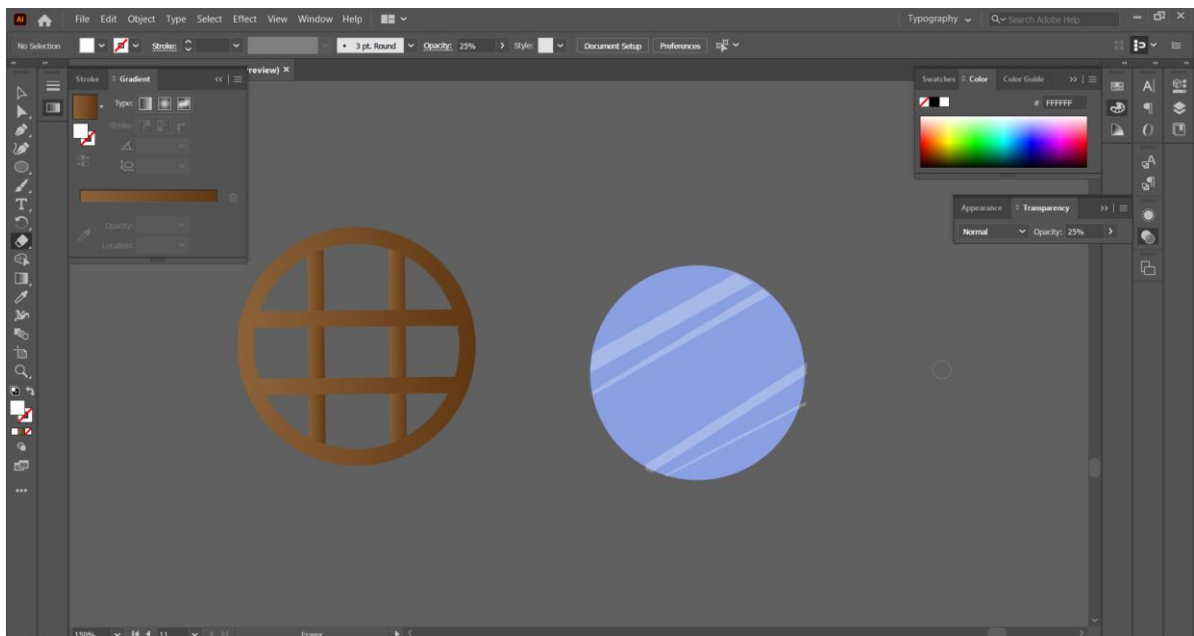 Ai File Edit Object Type Select Effect View Window Help Typography Search Adobe Help
No Selection Stroke: 3 pt. Round Opacity: 25% Style: Document Setup Preferences
review) ×
Stroke Gradient
Type:
Stroke:
Opacity:
Location:
Swatches Color Color Guide
# FFFFFF
Appearance Transparency
Normal Opacity: 25%
150% 11 Eraser